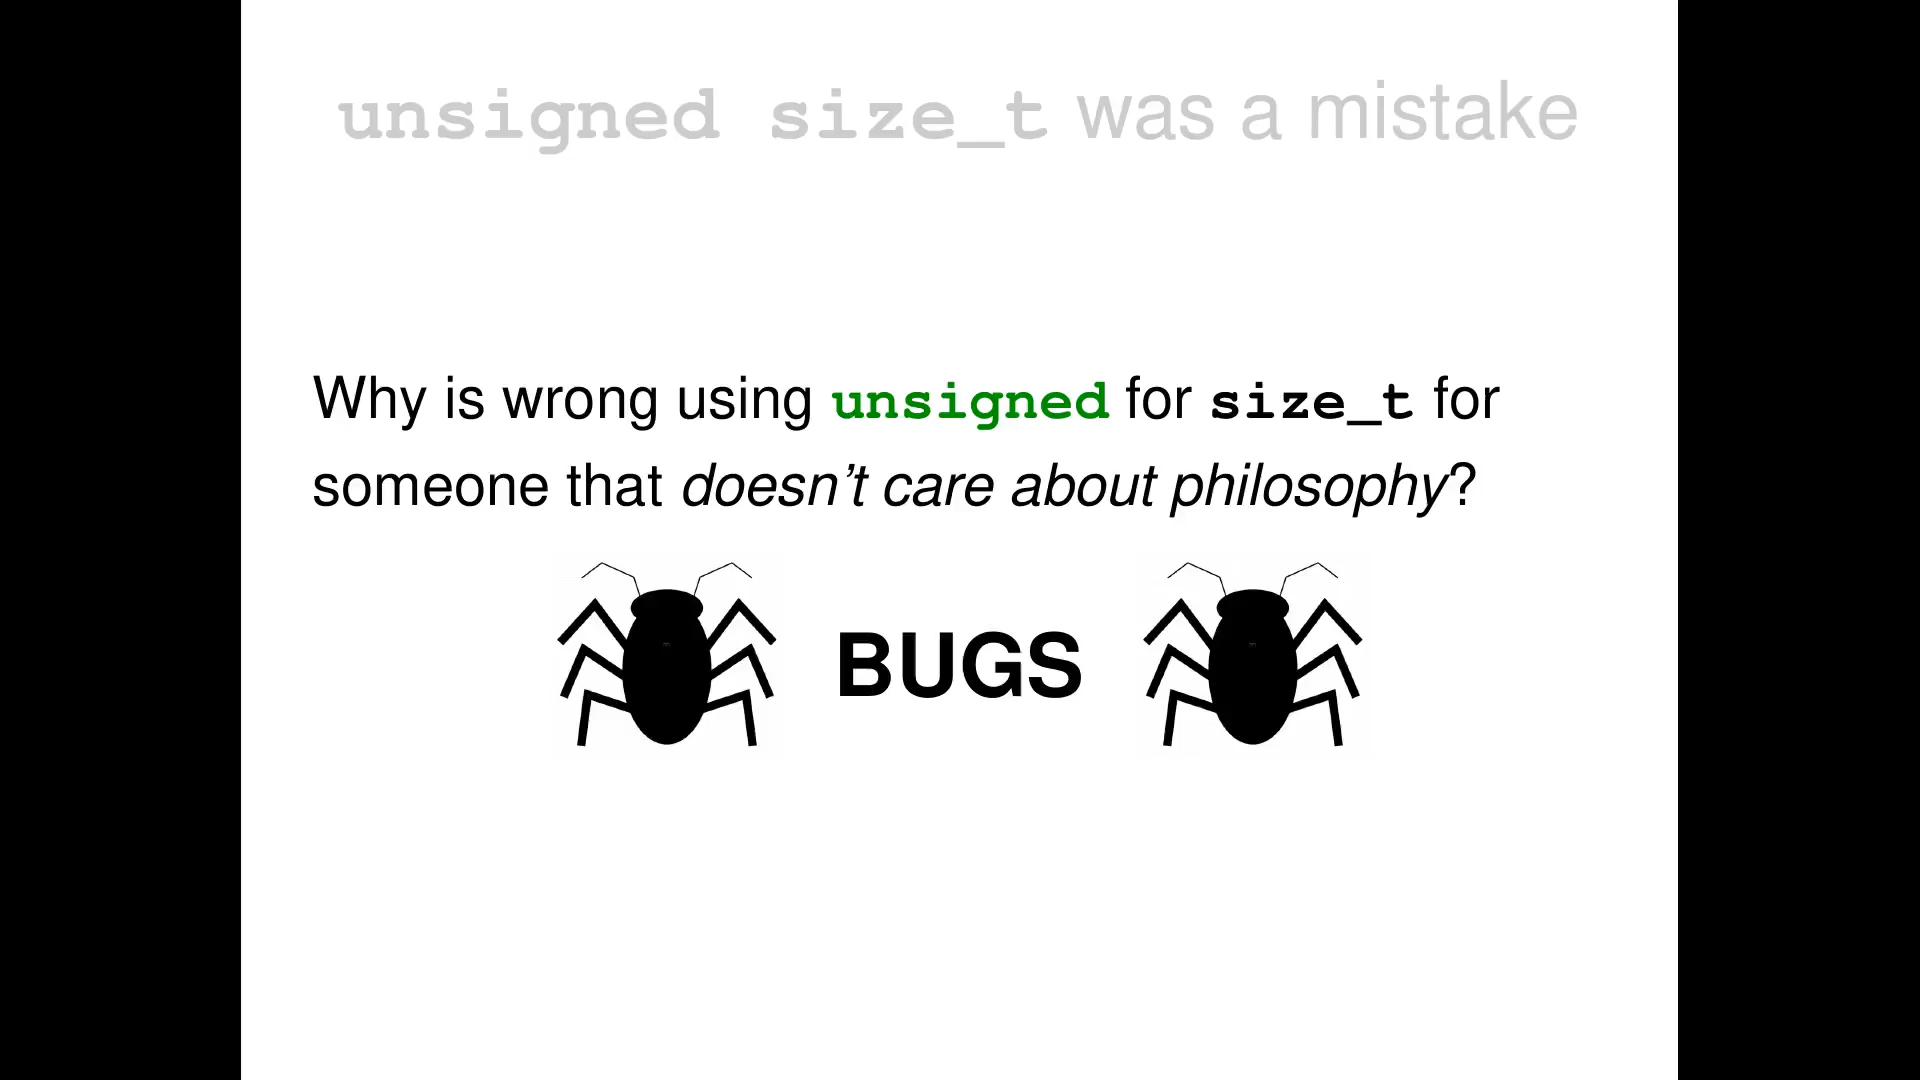 unsigned size_t was a mistake
Why is wrong using unsigned for size_t for
someone that doesn’t care about philosophy?
BUGS